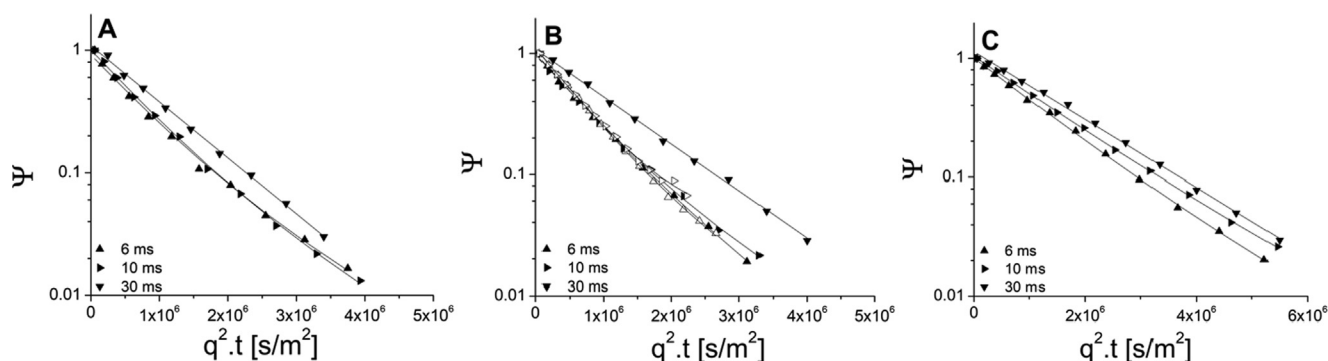 A
Ψ
1
0.1
0.01
6 ms
10 ms
30 ms
0
1x10⁶
2x10⁶
3x10⁶
4x10⁶
5x10⁶
q².t [s/m²]
B
Ψ
1
0.1
0.01
6 ms
10 ms
30 ms
0
1x10⁶
2x10⁶
3x10⁶
4x10⁶
5x10⁶
q².t [s/m²]
C
Ψ
1
0.1
0.01
6 ms
10 ms
30 ms
0
2x10⁶
4x10⁶
6x10⁶
q².t [s/m²]